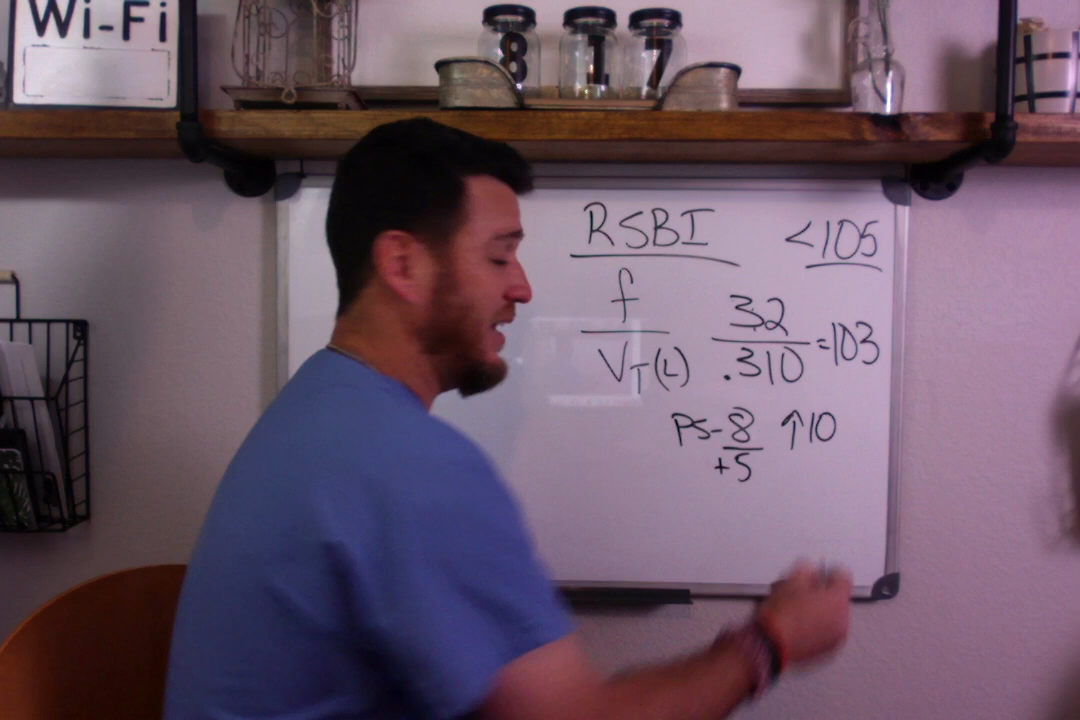 Wi-Fi
8 1 7
RSBI <105
f
V_T(L)
32
.310
=103
PS-8 ↑10
+5